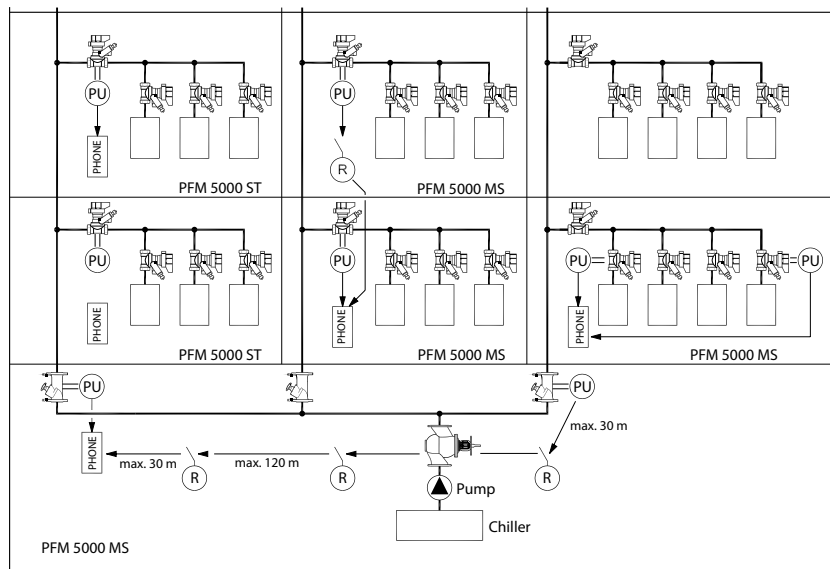 PU
PHONE
PFM 5000 ST
PU
R
PFM 5000 MS
PU
PHONE
PFM 5000 ST
PU
PHONE
PFM 5000 MS
PU
PU
PHONE
PFM 5000 MS
PU
PU
PHONE
max. 30 m
R
max. 120 m
R
R
max. 30 m
Pump
Chiller
PFM 5000 MS